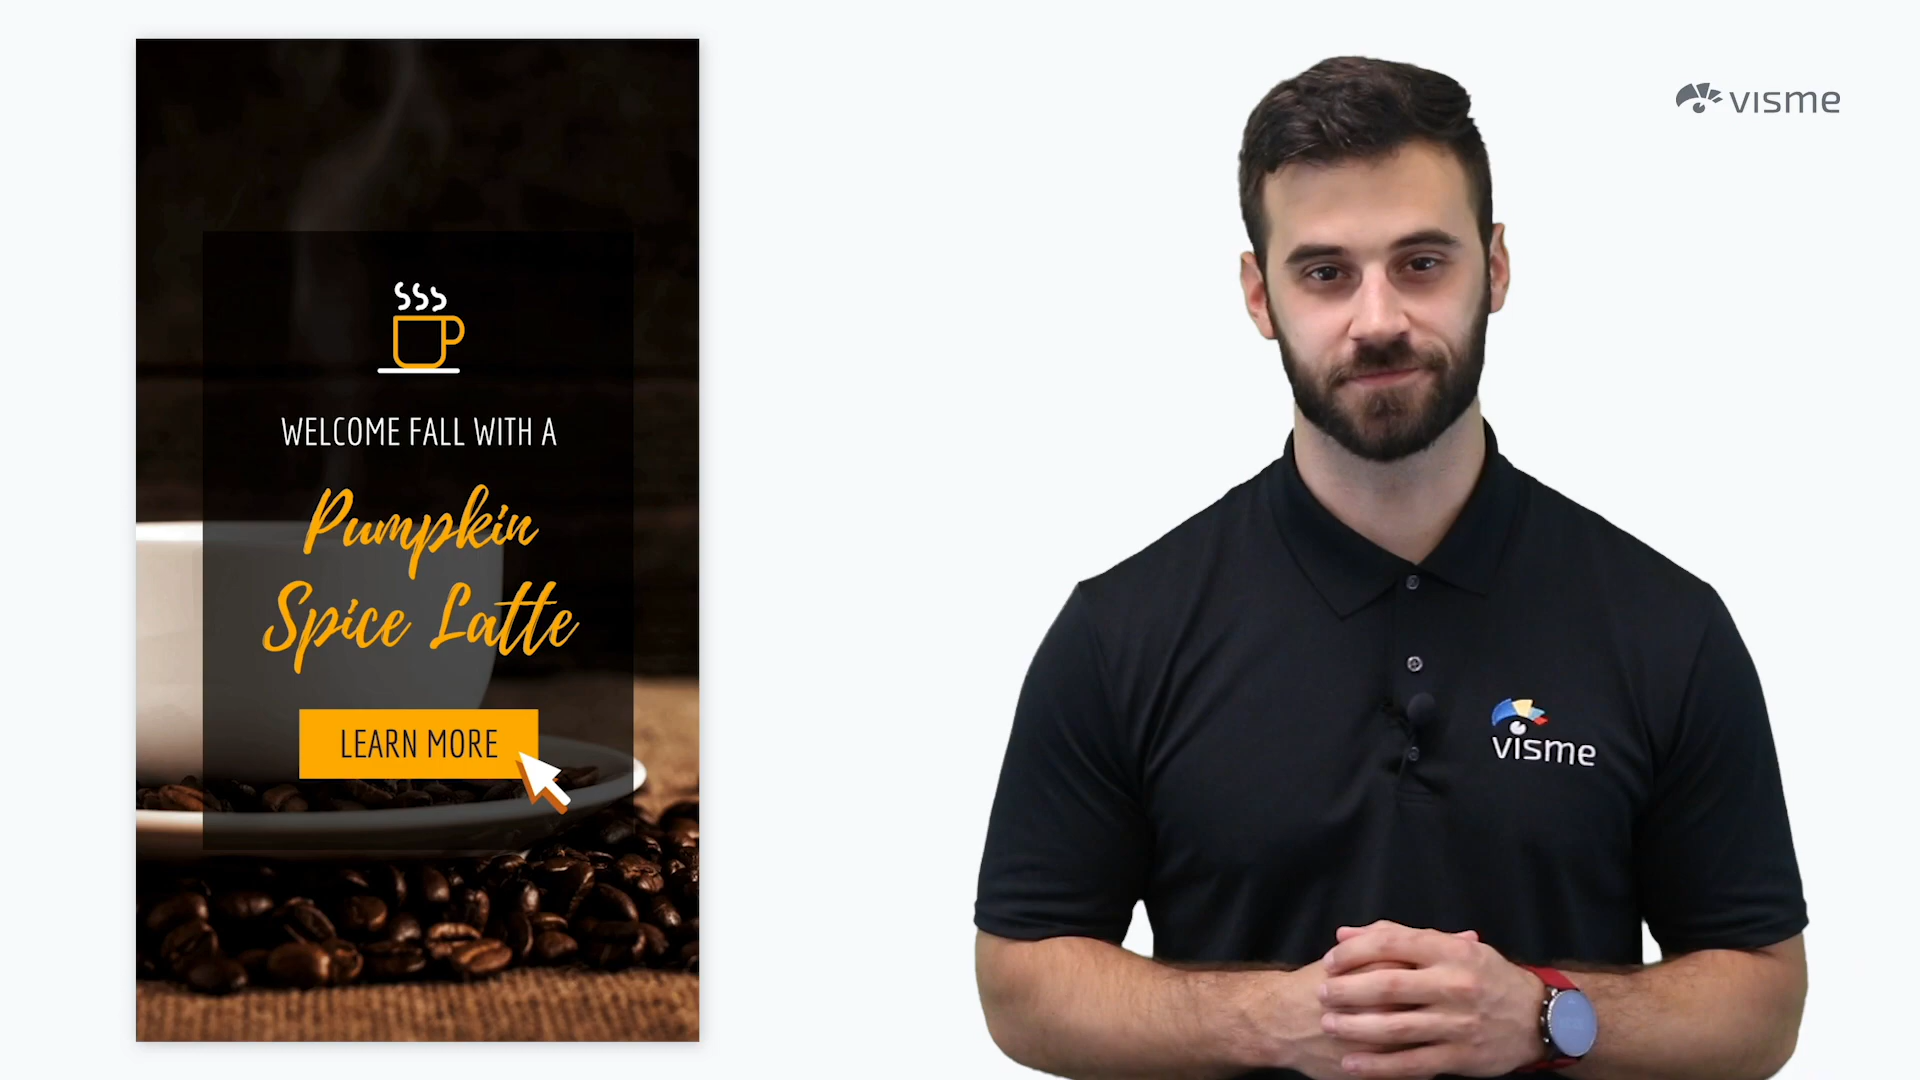 WELCOME FALL WITH A
Pumpkin
Spice Latte
LEARN MORE
visme
visme